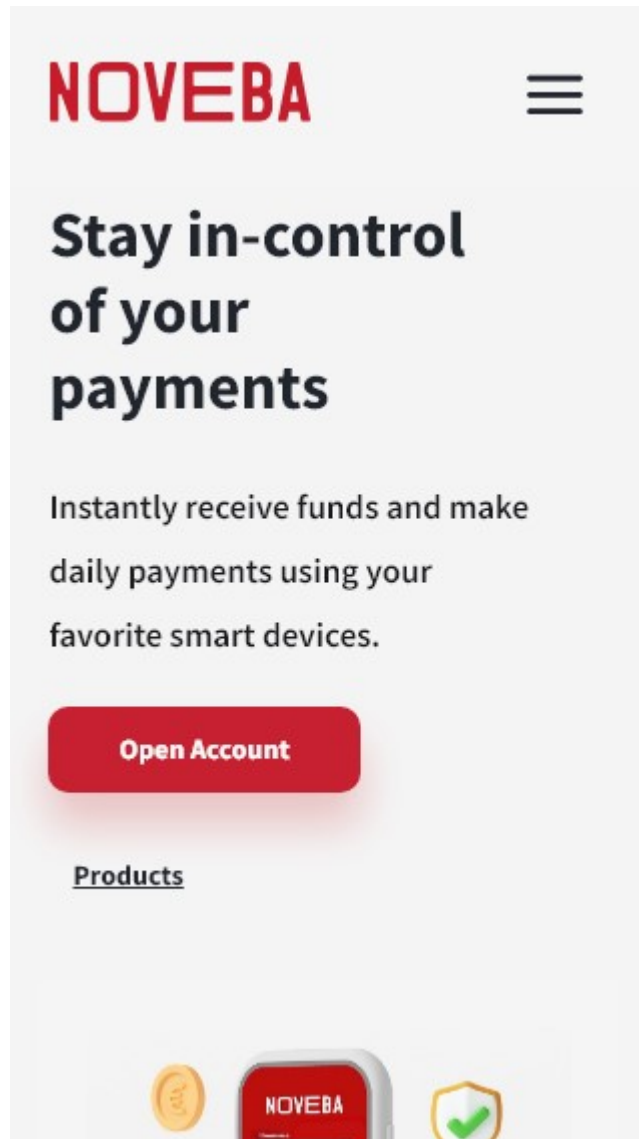 NOVEBA
Stay in-control
of your
payments
Instantly receive funds and make
daily payments using your
favorite smart devices.
Open Account
Products
NOVEBA